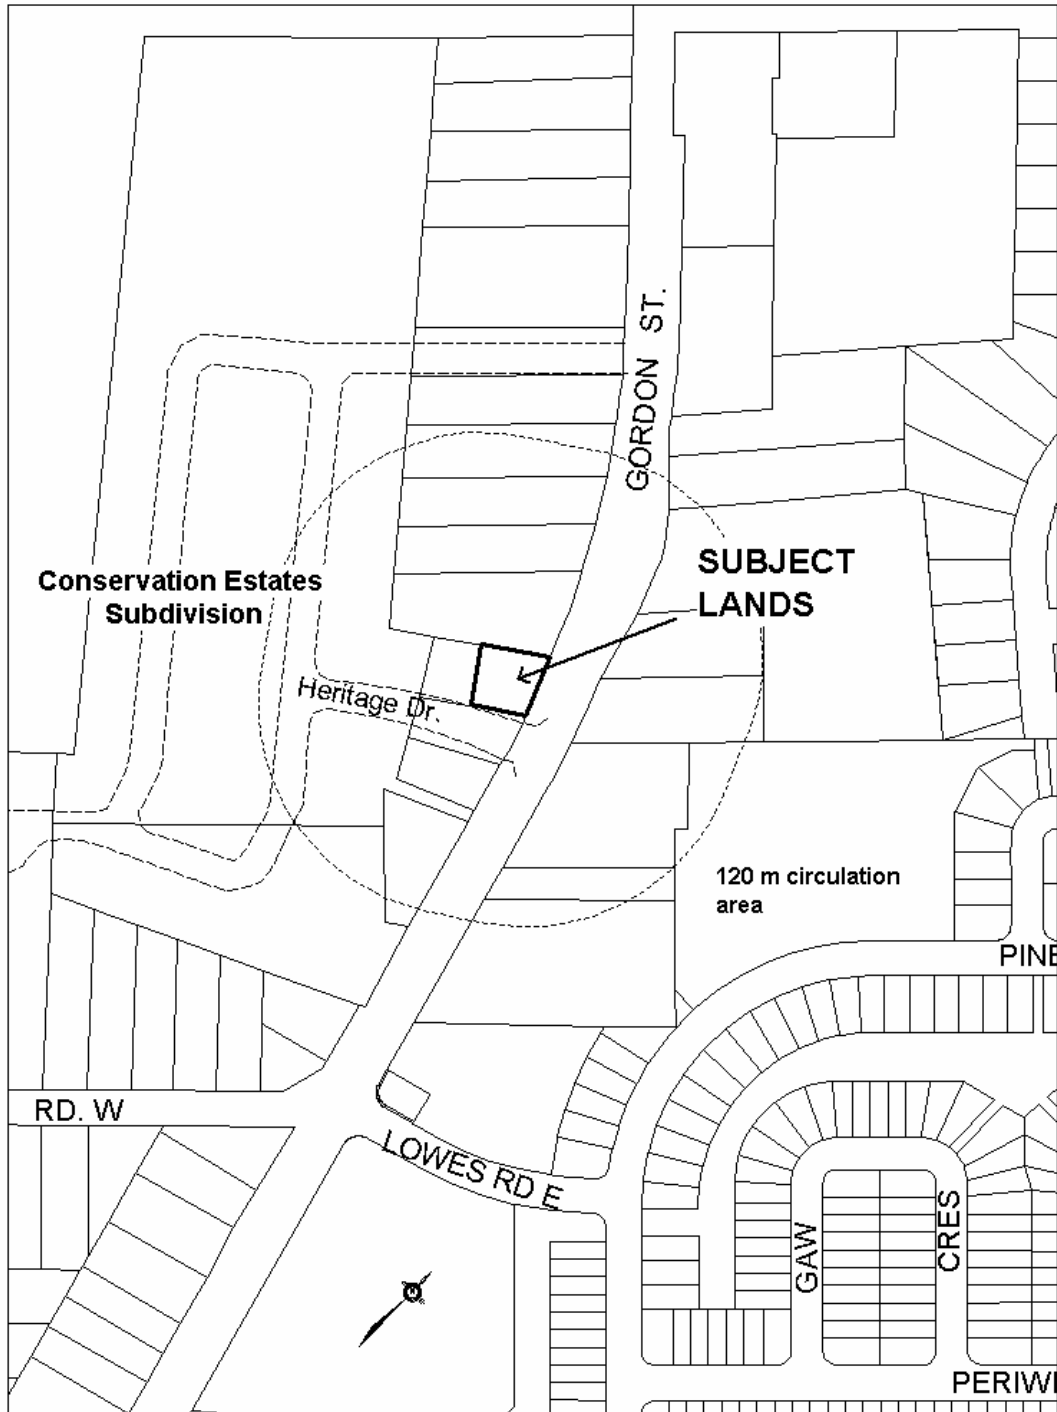 GORDON ST.
SUBJECT
LANDS
Conservation Estates
Subdivision
Heritage Dr.
120 m circulation
area
PINE
RD. W
LOWES RD E
GAW
CRES
PERIWI